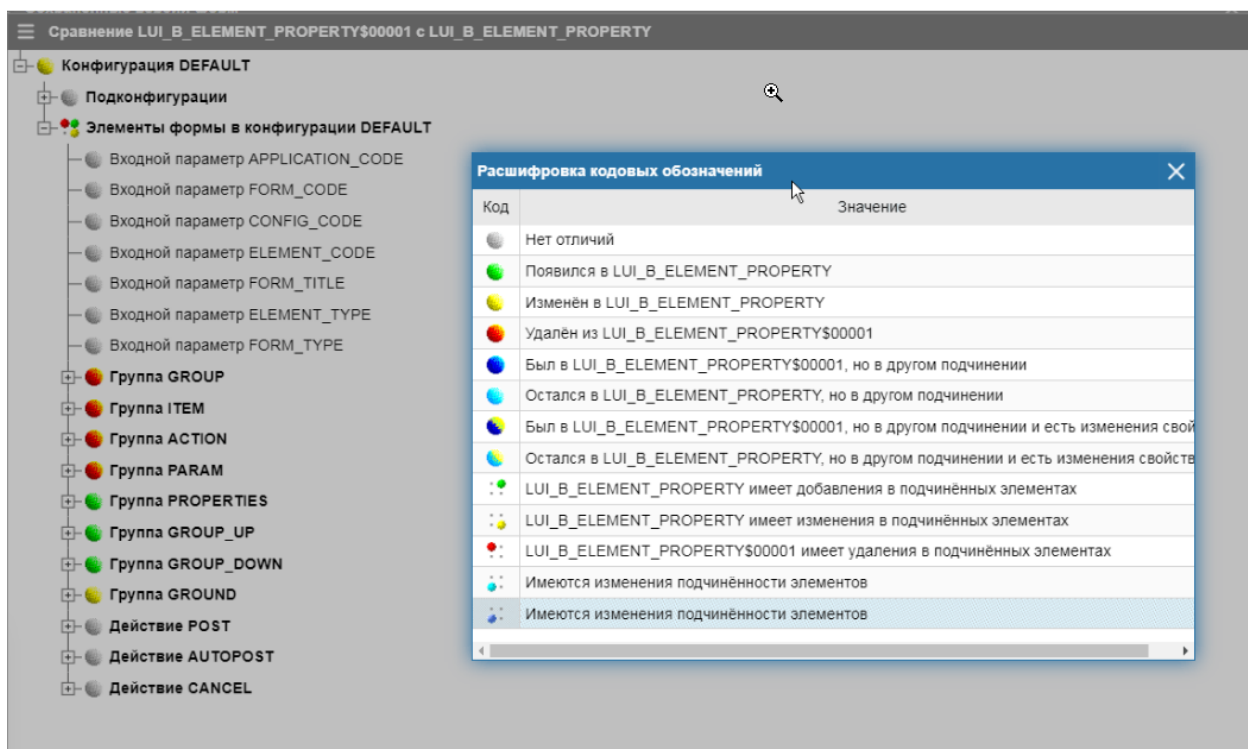 Сравнение LUI_B_ELEMENT_PROPERTY$00001 с LUI_B_ELEMENT_PROPERTY
Конфигурация DEFAULT
Подконфигурации
Элементы формы в конфигурации DEFAULT
Входной параметр APPLICATION_CODE
Входной параметр FORM_CODE
Входной параметр CONFIG_CODE
Входной параметр ELEMENT_CODE
Входной параметр FORM_TITLE
Входной параметр ELEMENT_TYPE
Входной параметр FORM_TYPE
Группа GROUP
Группа ITEM
Группа ACTION
Группа PARAM
Группа PROPERTIES
Группа GROUP_UP
Группа GROUP_DOWN
Группа GROUND
Действие POST
Действие AUTOPOST
Действие CANCEL
Расшифровка кодовых обозначений
Код Значение
Нет отличий
Появился в LUI_B_ELEMENT_PROPERTY
Изменён в LUI_B_ELEMENT_PROPERTY
Удалён из LUI_B_ELEMENT_PROPERTY$00001
Был в LUI_B_ELEMENT_PROPERTY$00001, но в другом подчинении
Остался в LUI_B_ELEMENT_PROPERTY, но в другом подчинении
Был в LUI_B_ELEMENT_PROPERTY$00001, но в другом подчинении и есть изменения свой
Остался в LUI_B_ELEMENT_PROPERTY, но в другом подчинении и есть изменения свойств
LUI_B_ELEMENT_PROPERTY имеет добавления в подчинённых элементах
LUI_B_ELEMENT_PROPERTY имеет изменения в подчинённых элементах
LUI_B_ELEMENT_PROPERTY$00001 имеет удаления в подчинённых элементах
Имеются изменения подчинённости элементов
Имеются изменения подчинённости элементов